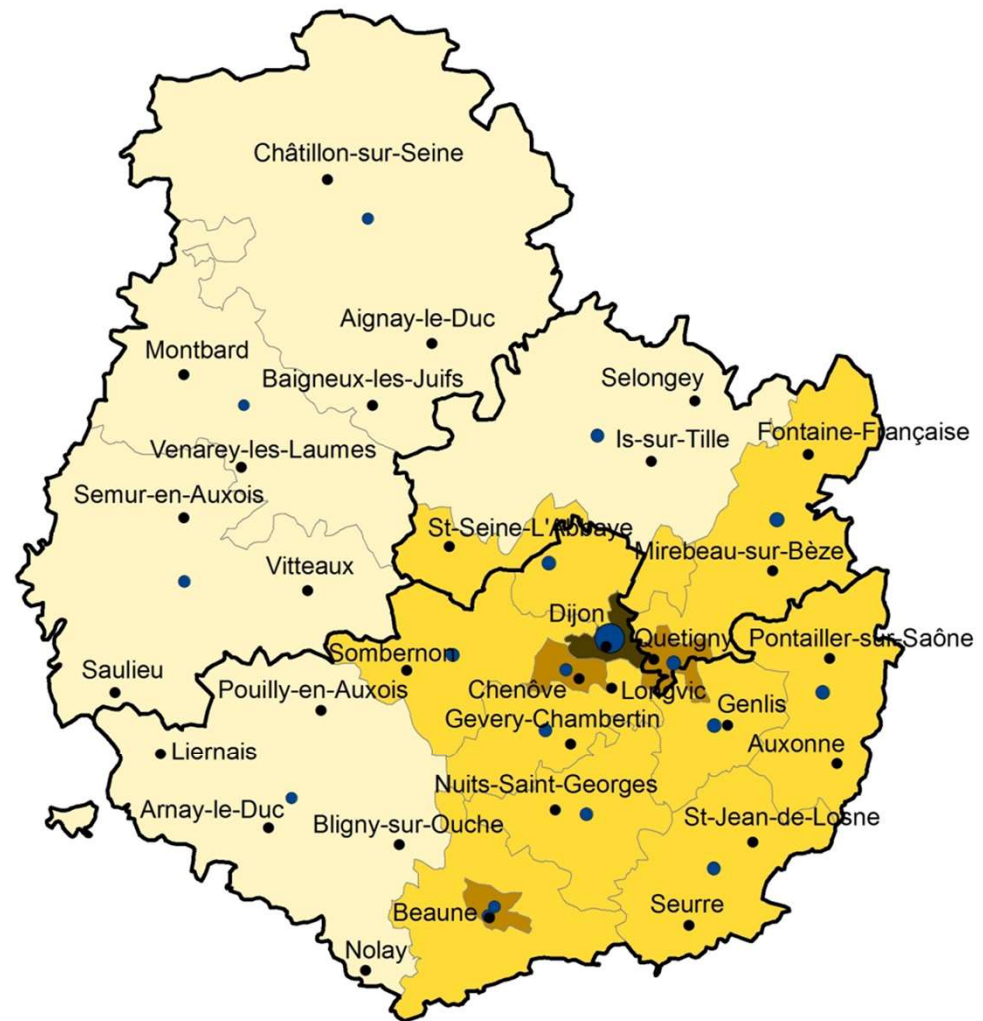 Châtillon-sur-Seine
Aignay-le-Duc
Montbard
Baigneux-les-Juifs
Selongey
Fontaine-Française
Is-sur-Tille
Venarey-les-Laumes
Semur-en-Auxois
St-Seine-L'Abbaye
Mirebeau-sur-Bèze
Vitteaux
Dijon
Quetigny
Pontailler-sur-Saône
Sombernon
Saulieu
Pouilly-en-Auxois
Chenôve
Longvic
Genlis
Gevery-Chambertin
Liernais
Auxonne
Nuits-Saint-Georges
Arnay-le-Duc
Bligny-sur-Ouche
St-Jean-de-Losne
Beaune
Seurre
Nolay